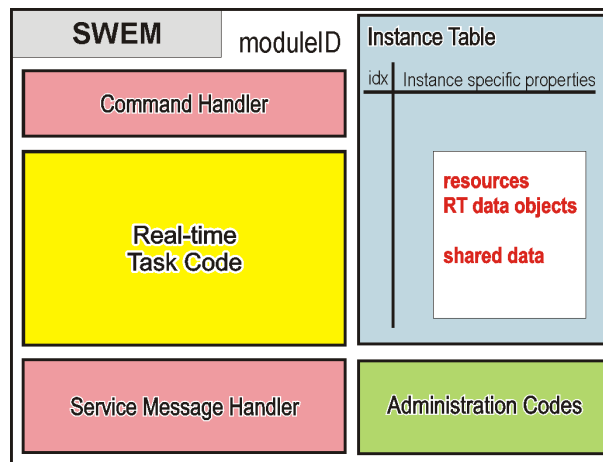 SWEM
moduleID
Command Handler
Real-time
Task Code
Service Message Handler
Instance Table
idx Instance specific properties
resources
RT data objects
shared data
Administration Codes